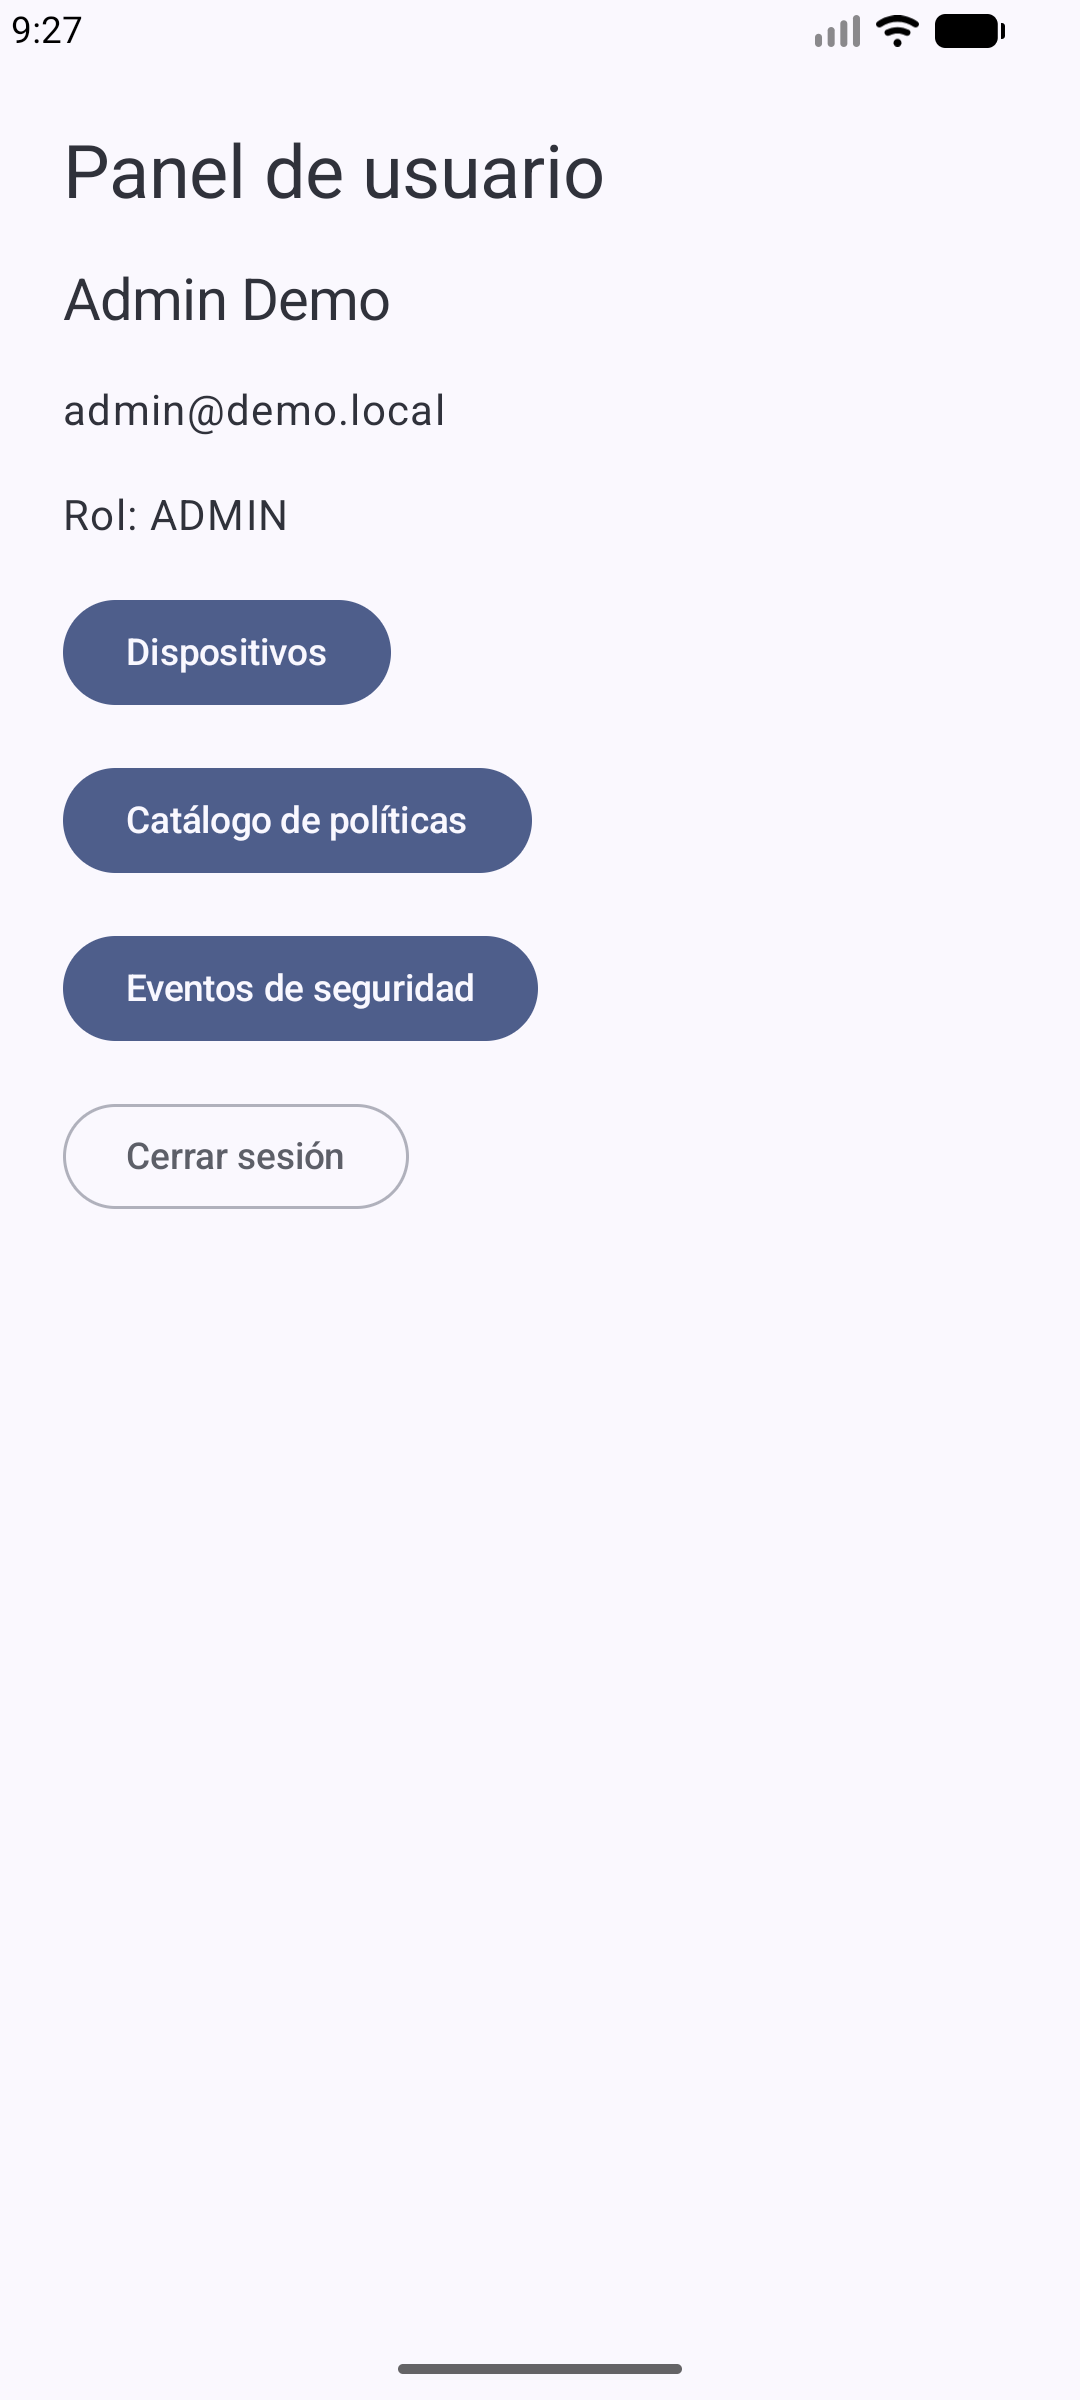 9:27
Panel de usuario
Admin Demo
admin@demo.local
Rol: ADMIN
Dispositivos
Catálogo de políticas
Eventos de seguridad
Cerrar sesión